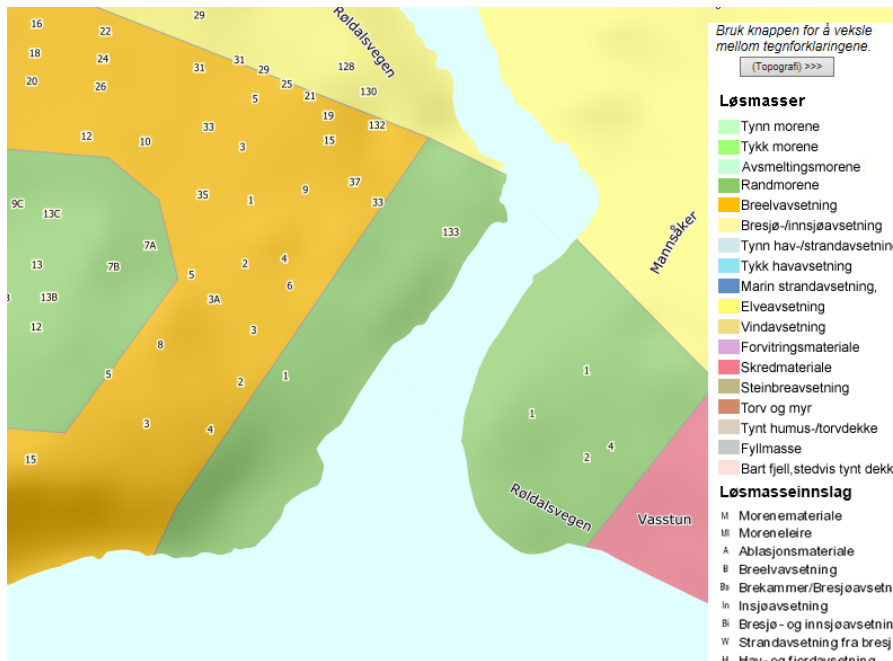 16
22
29
18
24
31
31
29
128
Røldalsvegen
20
26
5
25
21
130
33
19
132
12
10
3
15
35
1
9
37
33
9C
13C
7A
133
13
7B
5
2
4
6
13B
3A
12
8
3
5
2
1
3
4
15
Mannsåker
1
1
4
2
Røldalsvegen
Vasstun
Bruk knappen for å veksle
mellom tegnforklaringene.
(Topografi) >>>
Løsmasser
Tynn morene
Tykk morene
Avsmeltingsmorene
Randmorene
Breelvavsetning
Bresjø-/innsjøavsetning
Tynn hav-/strandavsetnin
Tykk havavsetning
Marin strandavsetning,
Elveavsetning
Vindavsetning
Forvitringsmateriale
Skredmateriale
Steinbreavsetning
Torv og myr
Tynt humus-/torvdekke
Fyllmasse
Bart fjell,stedvis tynt dekk
Løsmasseinnslag
M Morenemateriale
Ml Moreneleire
A Ablasjonsmateriale
B Breelvavsetning
Bs Brekammer/Bresjøavsetn
In Insjøavsetning
Bi Bresjø- og innsjøavsetnin
W Strandavsetning fra bresj
H Hav- og fjordavsetning